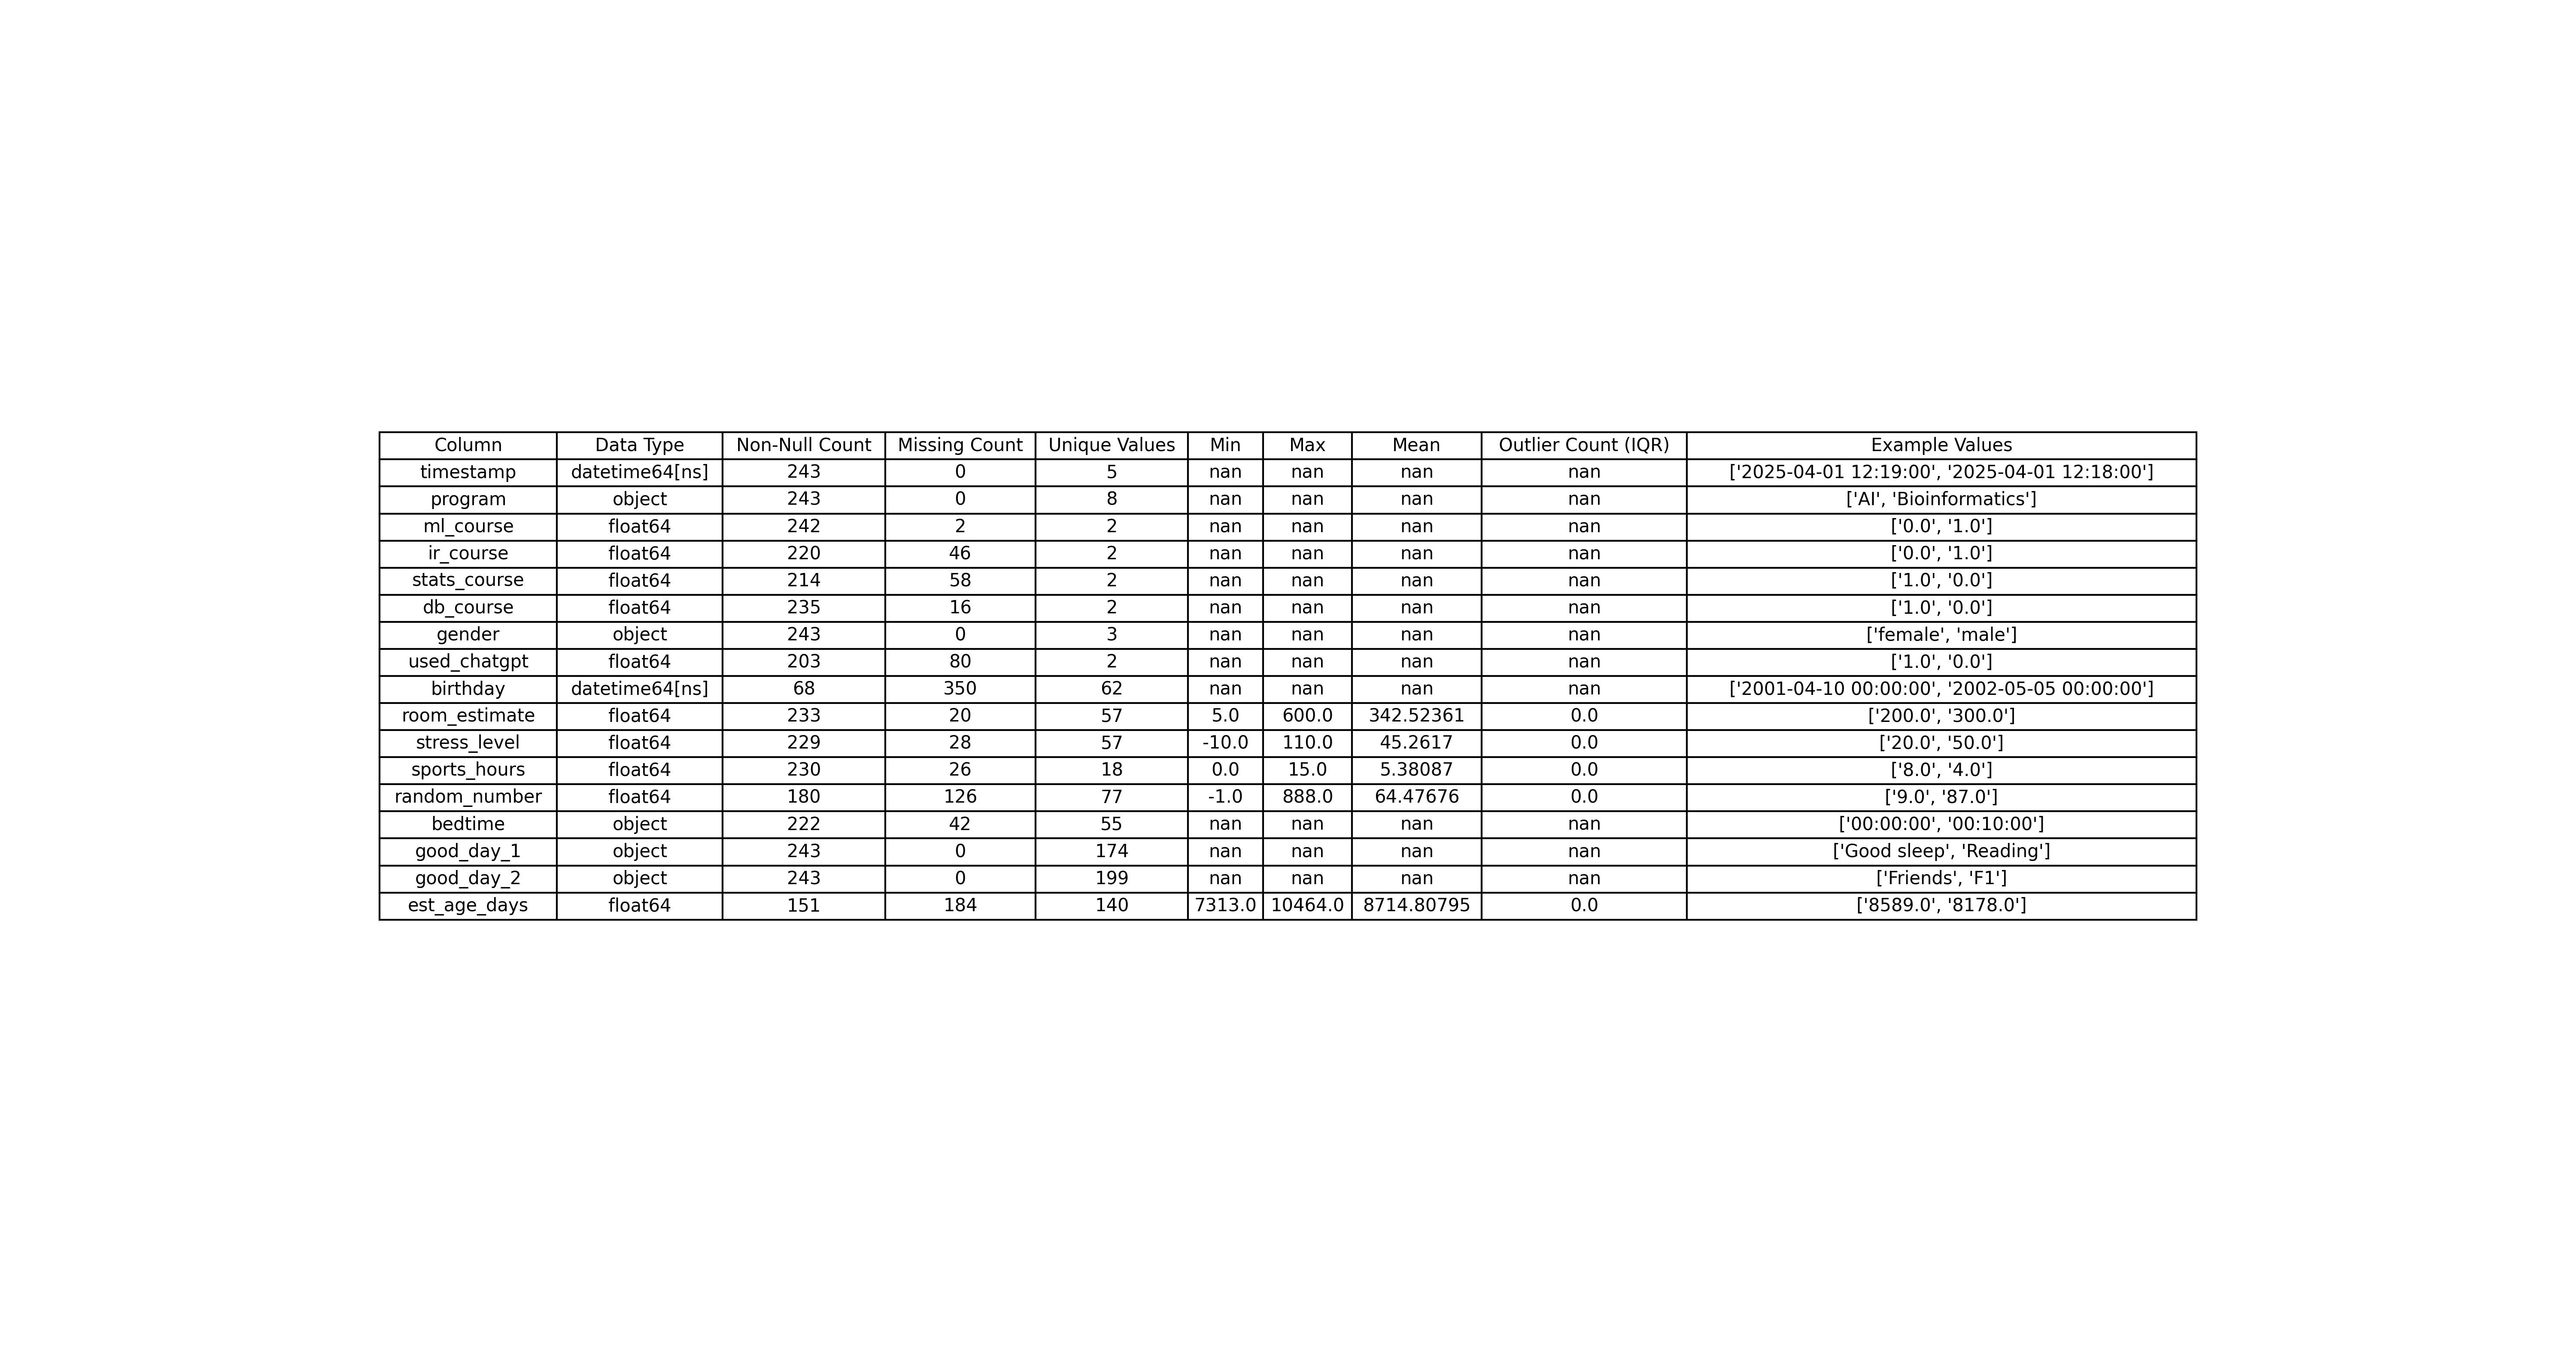 Column Data Type Non-Null Count Missing Count Unique Values Min Max Mean Outlier Count (IQR) Example Values
timestamp datetime64[ns] 243 0 5 nan nan nan nan ['2025-04-01 12:19:00', '2025-04-01 12:18:00']
program object 243 0 8 nan nan nan nan ['AI', 'Bioinformatics']
ml_course float64 242 2 2 nan nan nan nan ['0.0', '1.0']
ir_course float64 220 46 2 nan nan nan nan ['0.0', '1.0']
stats_course float64 214 58 2 nan nan nan nan ['1.0', '0.0']
db_course float64 235 16 2 nan nan nan nan ['1.0', '0.0']
gender object 243 0 3 nan nan nan nan ['female', 'male']
used_chatgpt float64 203 80 2 nan nan nan nan ['1.0', '0.0']
birthday datetime64[ns] 68 350 62 nan nan nan nan ['2001-04-10 00:00:00', '2002-05-05 00:00:00']
room_estimate float64 233 20 57 5.0 600.0 342.52361 0.0 ['200.0', '300.0']
stress_level float64 229 28 57 -10.0 110.0 45.2617 0.0 ['20.0', '50.0']
sports_hours float64 230 26 18 0.0 15.0 5.38087 0.0 ['8.0', '4.0']
random_number float64 180 126 77 -1.0 888.0 64.47676 0.0 ['9.0', '87.0']
bedtime object 222 42 55 nan nan nan nan ['00:00:00', '00:10:00']
good_day_1 object 243 0 174 nan nan nan nan ['Good sleep', 'Reading']
good_day_2 object 243 0 199 nan nan nan nan ['Friends', 'F1']
est_age_days float64 151 184 140 7313.0 10464.0 8714.80795 0.0 ['8589.0', '8178.0']